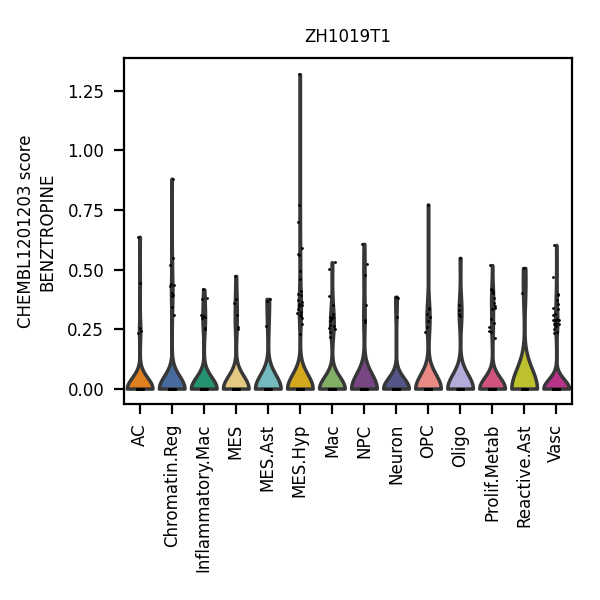 ZH1019T1
CHEMBL1201203 score
BENZTROPINE
1.25
1.00
0.75
0.50
0.25
0.00
AC
Chromatin.Reg
Inflammatory.Mac
MES
MES.Ast
MES.Hyp
Mac
NPC
Neuron
OPC
Oligo
Prolif.Metab
Reactive.Ast
Vasc